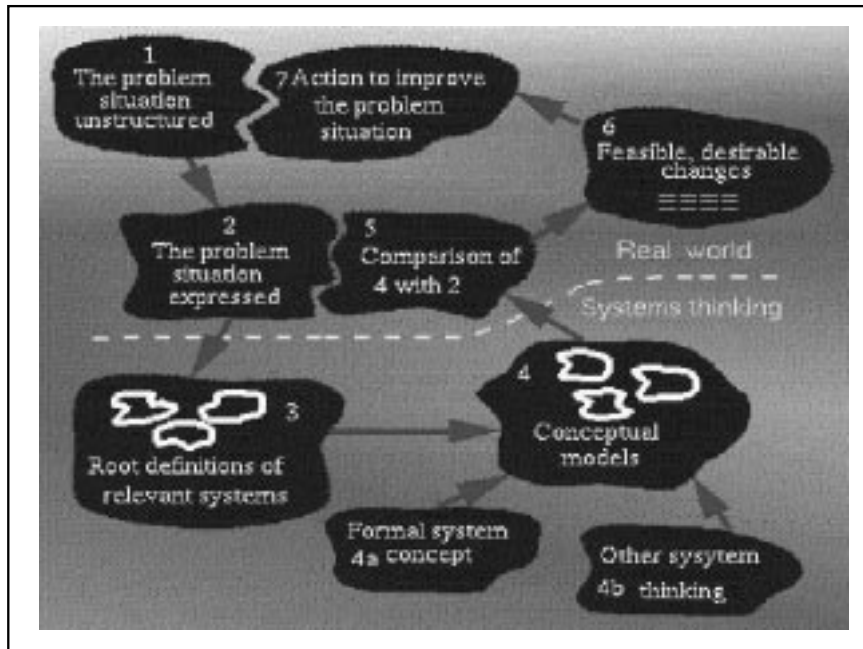 1
The problem
situation
unstructured
7 Action to improve
the problem
situation
6
Feasible, desirable
changes
2
The problem
situation
expressed
5
Comparison of
4 with 2
Real world
Systems thinking
3
Root definitions of
relevant systems
4
Conceptual
models
Formal system
4a concept
Other sysytem
4b thinking